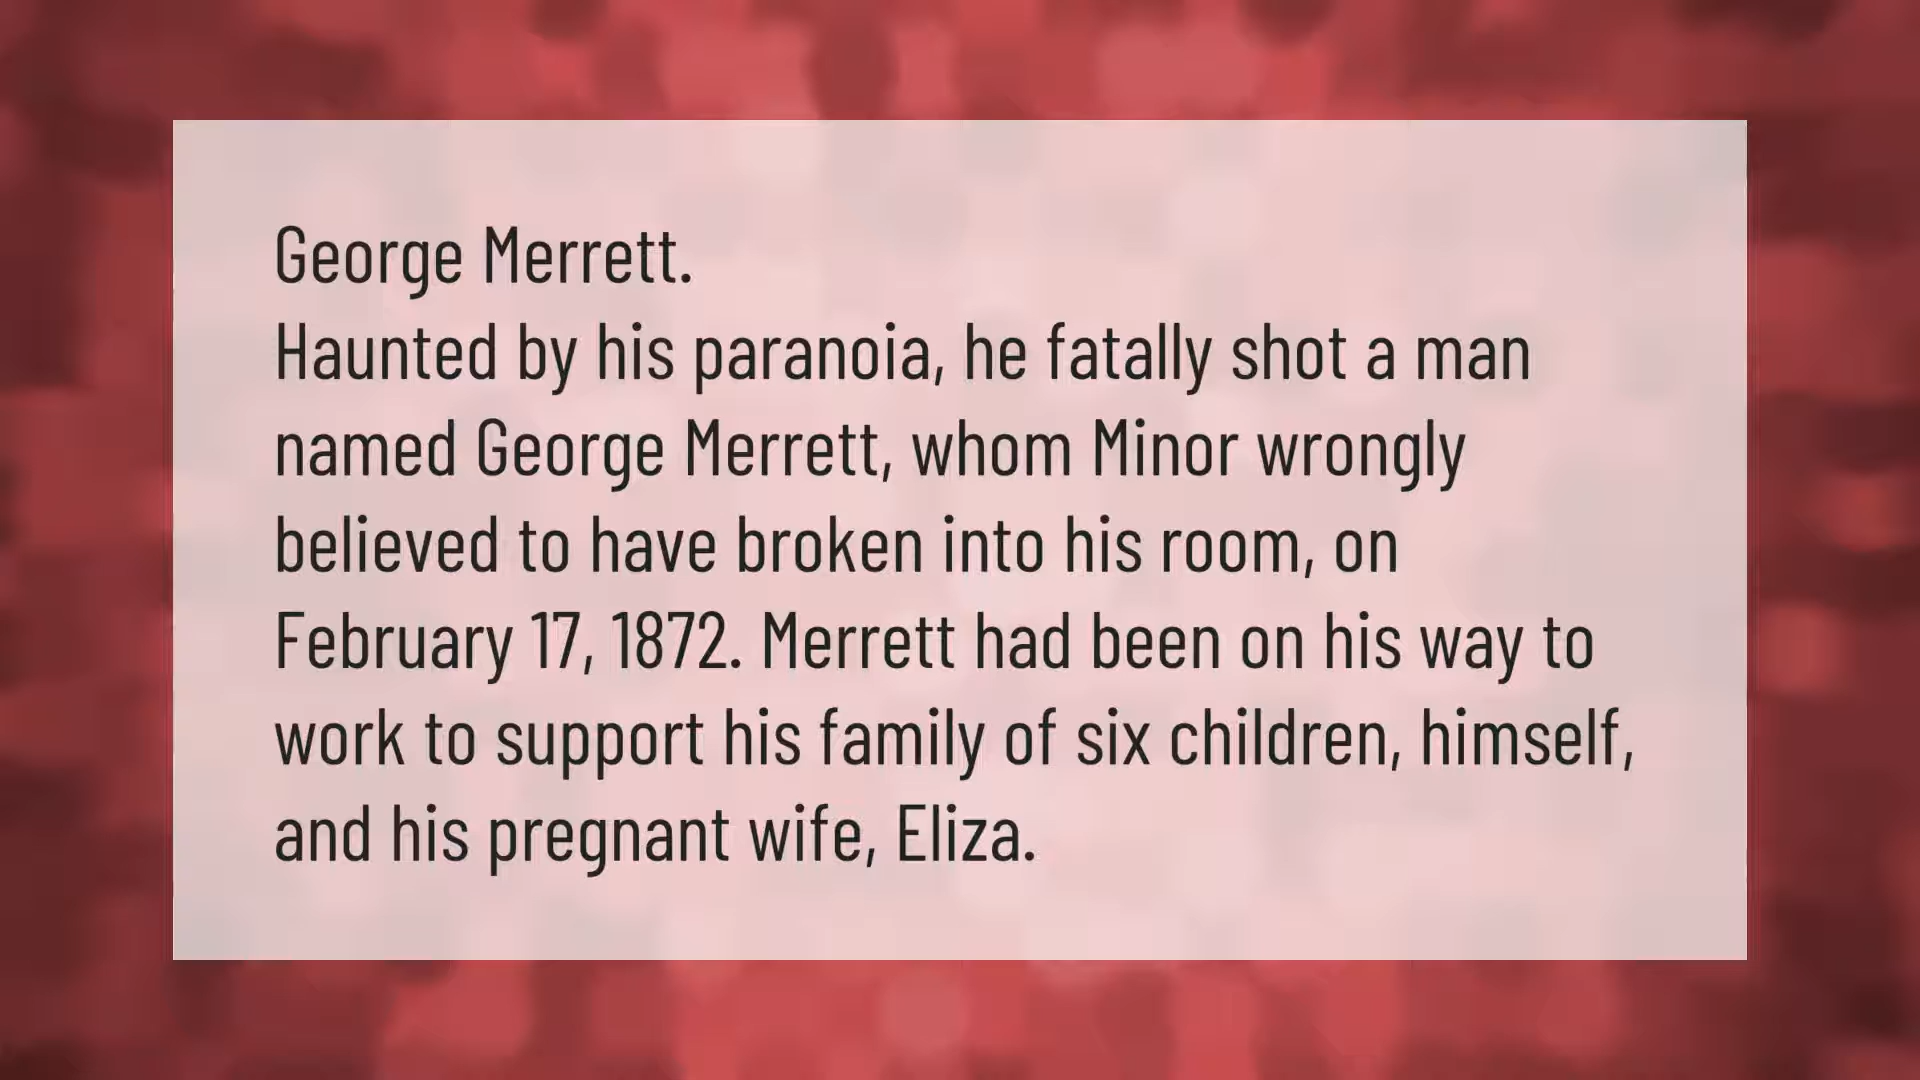 George Merrett.
Haunted by his paranoia, he fatally shot a man
named George Merrett, whom Minor wrongly
believed to have broken into his room, on
February 17, 1872. Merrett had been on his way to
work to support his family of six children, himself,
and his pregnant wife, Eliza.